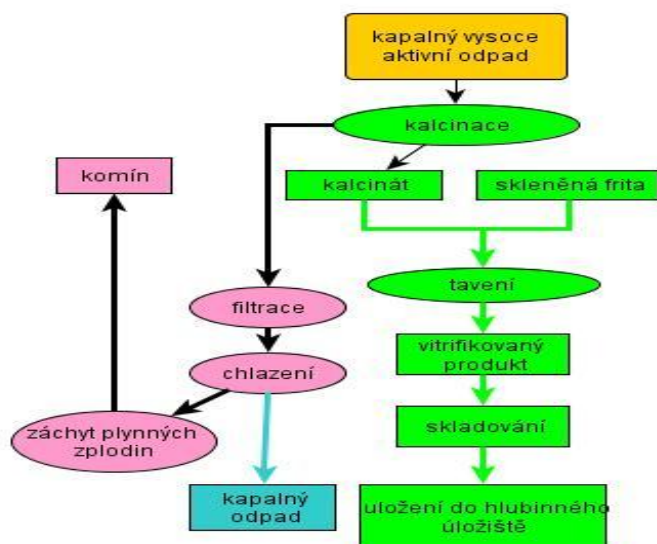 kapalný vysoce
aktivní odpad
kalcinace
komín
kalcinát
skleněná frita
filtrace
tavení
vitrifikovaný
produkt
chlazení
záchyt plynných
zplodin
skladování
kapalný
odpad
uložení do hlubinného
úložiště